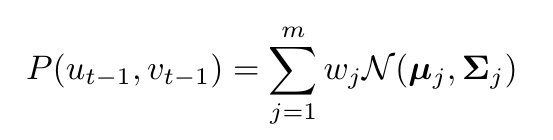 P(u_{t-1}, v_{t-1}) = \sum_{j=1}^{m} w_j \mathcal{N}(\boldsymbol{\mu}_j, \boldsymbol{\Sigma}_j)